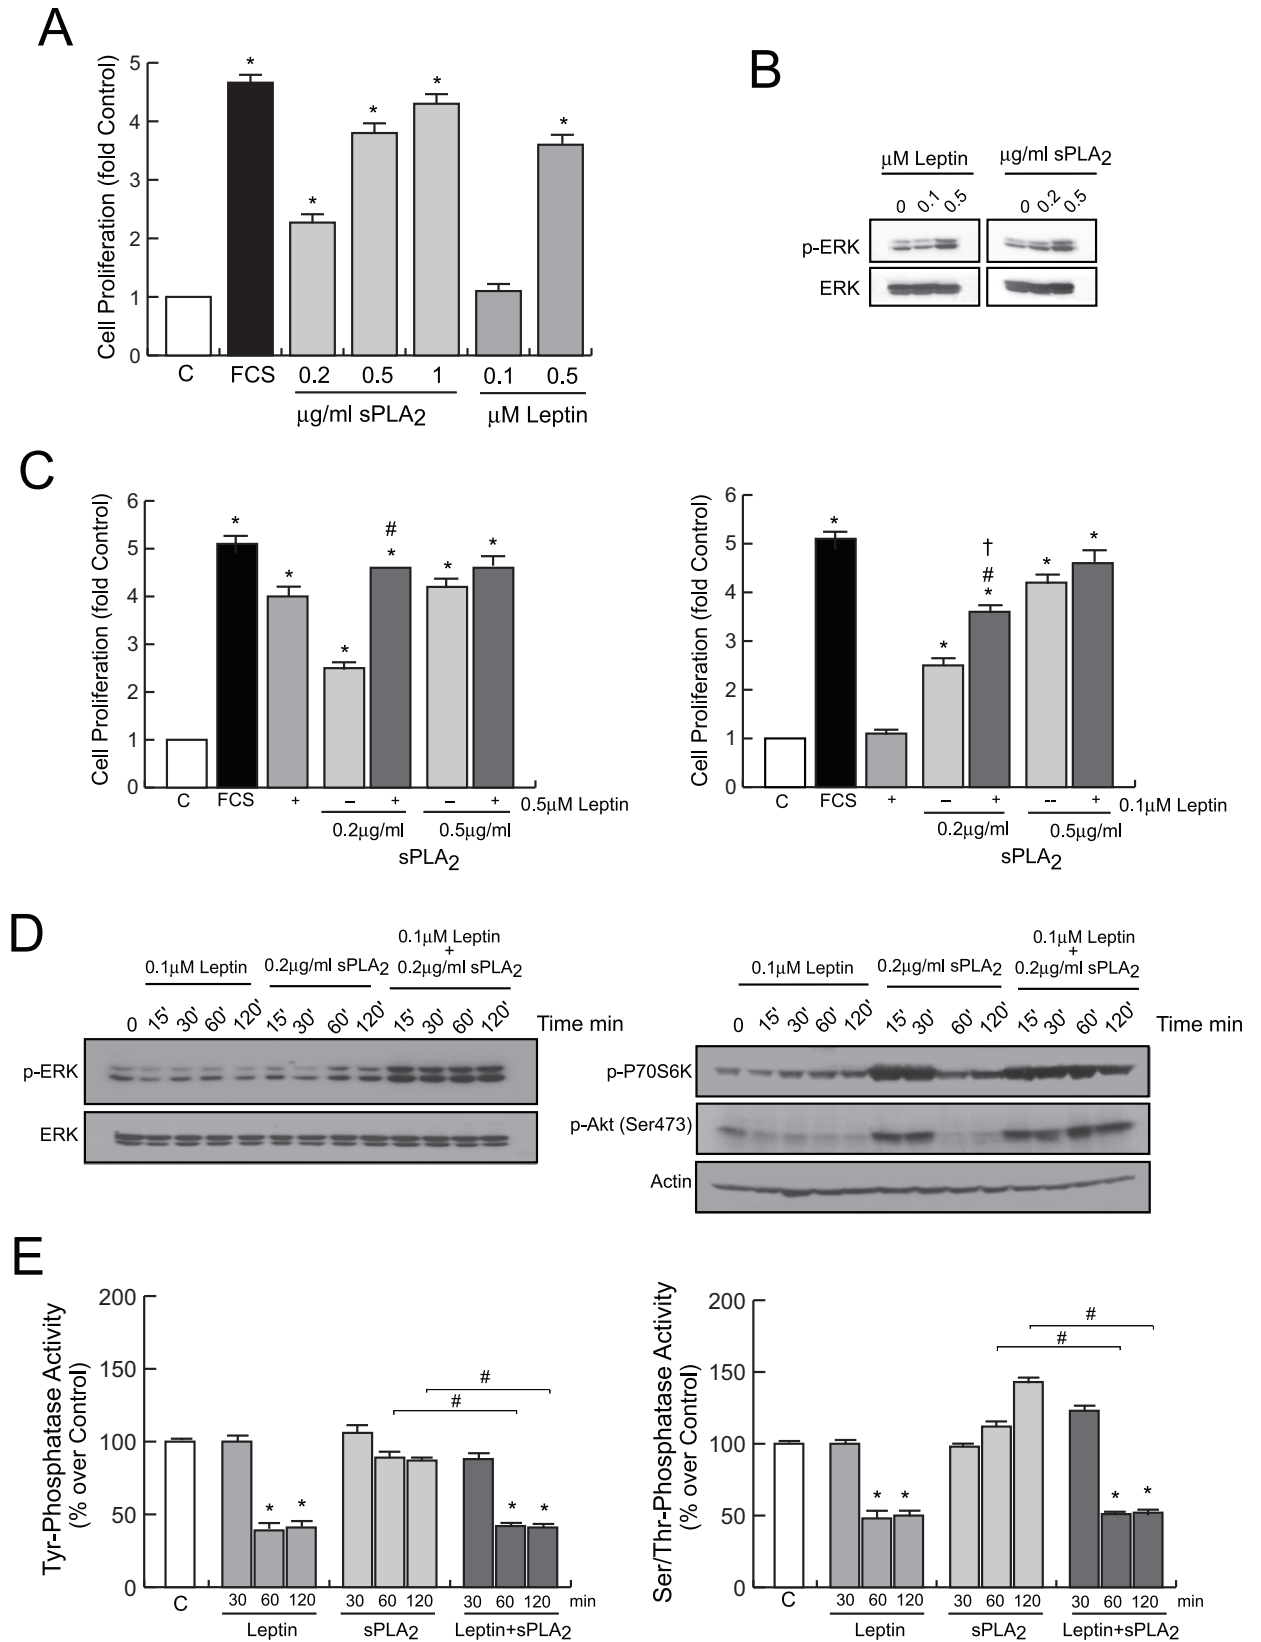 A
Cell Proliferation (fold Control)
5
4
3
2
1
0
*
*
*
*
*
C
FCS
0.2
0.5
1
0.1
0.5
μg/ml sPLA2
μM Leptin
B
μM Leptin
μg/ml sPLA2
0 0.1 0.5
0 0.2 0.5
p-ERK
ERK
C
Cell Proliferation (fold Control)
6
5
4
3
2
1
0
*
*
*
#
*
*
*
C FCS + – + – + 0.5μM Leptin
0.2μg/ml 0.5μg/ml
sPLA2
Cell Proliferation (fold Control)
6
5
4
3
2
1
0
*
*
†
#
*
*
*
C FCS + – + -- + 0.1μM Leptin
0.2μg/ml 0.5μg/ml
sPLA2
D
0.1μM Leptin
0.2μg/ml sPLA2
0.1μM Leptin
+
0.2μg/ml sPLA2
0 15' 30' 60' 120' 15' 30' 60' 120' 15' 30' 60' 120' Time min
p-ERK
ERK
0.1μM Leptin
0.2μg/ml sPLA2
0.1μM Leptin
+
0.2μg/ml sPLA2
0 15' 30' 60' 120' 15' 30' 60' 120' 15' 30' 60' 120' Time min
p-P70S6K
p-Akt (Ser473)
Actin
E
Tyr-Phosphatase Activity
(% over Control)
200
150
100
50
0
#
#
* *
* *
C 30 60 120 30 60 120 30 60 120 min
Leptin sPLA2 Leptin+sPLA2
Ser/Thr-Phosphatase Activity
(% over Control)
200
150
100
50
0
#
#
* *
* *
C 30 60 120 30 60 120 30 60 120 min
Leptin sPLA2 Leptin+sPLA2